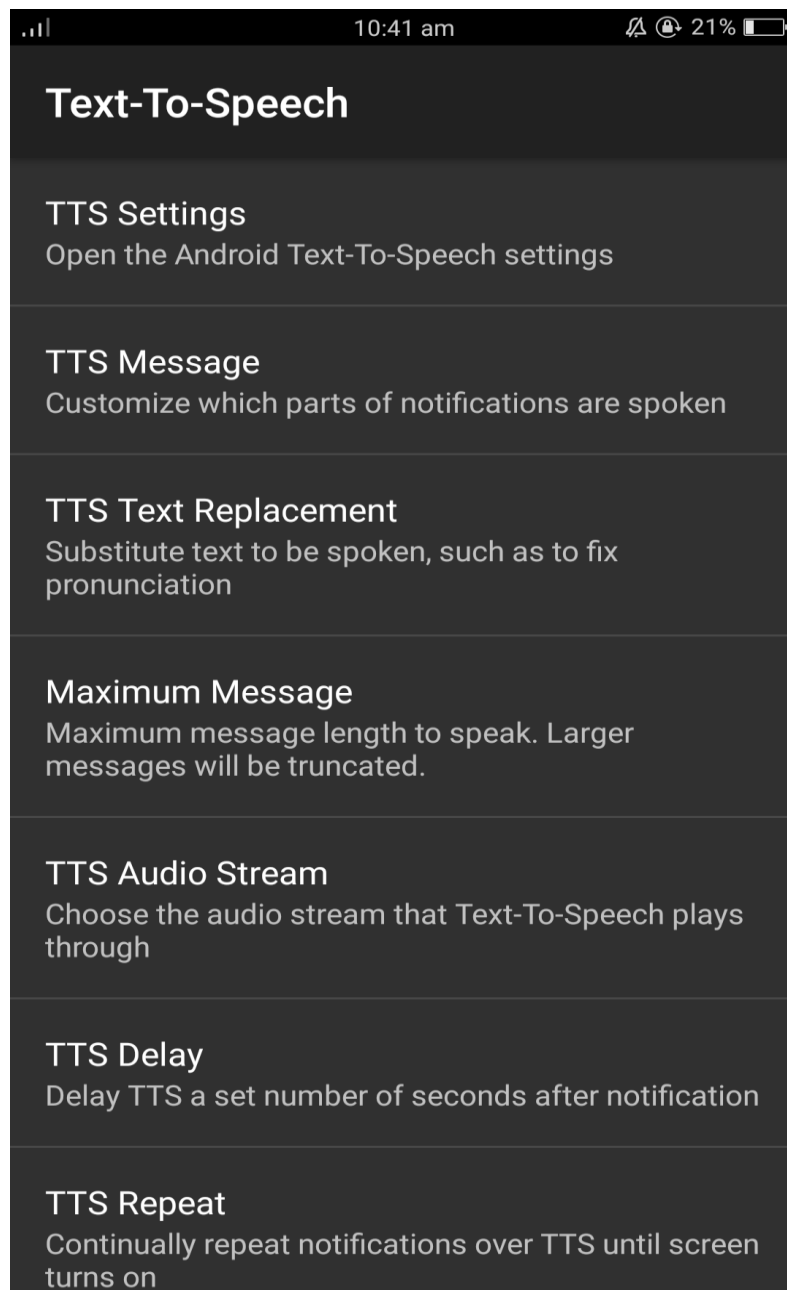 10:41 am 21%
Text-To-Speech
TTS Settings
Open the Android Text-To-Speech settings
TTS Message
Customize which parts of notifications are spoken
TTS Text Replacement
Substitute text to be spoken, such as to fix
pronunciation
Maximum Message
Maximum message length to speak. Larger
messages will be truncated.
TTS Audio Stream
Choose the audio stream that Text-To-Speech plays
through
TTS Delay
Delay TTS a set number of seconds after notification
TTS Repeat
Continually repeat notifications over TTS until screen
turns on